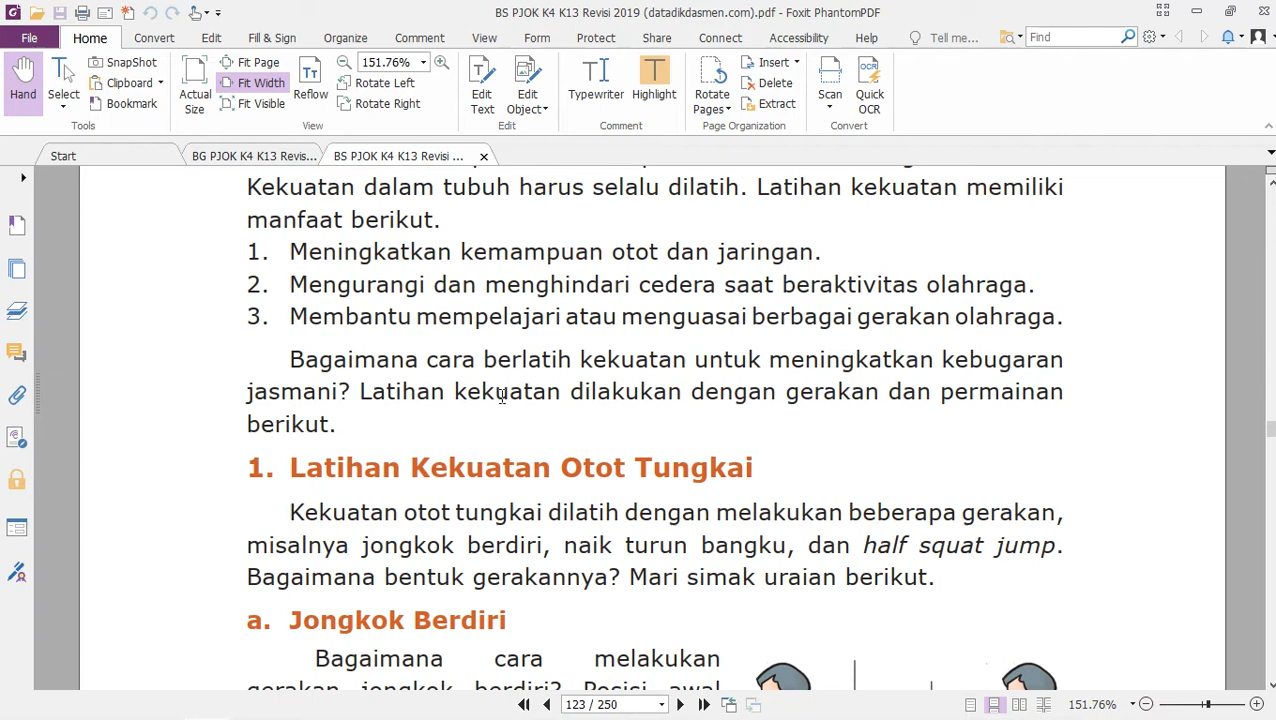 BS PJOK K4 K13 Revisi 2019 (datadikdasmen.com).pdf - Foxit PhantomPDF
File Home Convert Edit Fill & Sign Organize Comment View Form Protect Share Connect Accessibility Help Tell me... Find
Hand
Select
SnapShot
Clipboard
Bookmark
Actual Size
Fit Page
Fit Width
Fit Visible
Reflow
151.76%
Rotate Left
Rotate Right
Edit Text
Edit Object
Typewriter
Highlight
Rotate Pages
Insert
Delete
Extract
Scan
Quick OCR
Tools View Edit Comment Page Organization Convert
Start BG PJOK K4 K13 Revis... BS PJOK K4 K13 Revisi ...
Kekuatan dalam tubuh harus selalu dilatih. Latihan kekuatan memiliki
manfaat berikut.
1. Meningkatkan kemampuan otot dan jaringan.
2. Mengurangi dan menghindari cedera saat beraktivitas olahraga.
3. Membantu mempelajari atau menguasai berbagai gerakan olahraga.
Bagaimana cara berlatih kekuatan untuk meningkatkan kebugaran
jasmani? Latihan kekuatan dilakukan dengan gerakan dan permainan
berikut.
1. Latihan Kekuatan Otot Tungkai
Kekuatan otot tungkai dilatih dengan melakukan beberapa gerakan,
misalnya jongkok berdiri, naik turun bangku, dan half squat jump.
Bagaimana bentuk gerakannya? Mari simak uraian berikut.
a. Jongkok Berdiri
Bagaimana cara melakukan
gerakan jongkok berdiri? Posisi awal
123 / 250
151.76%